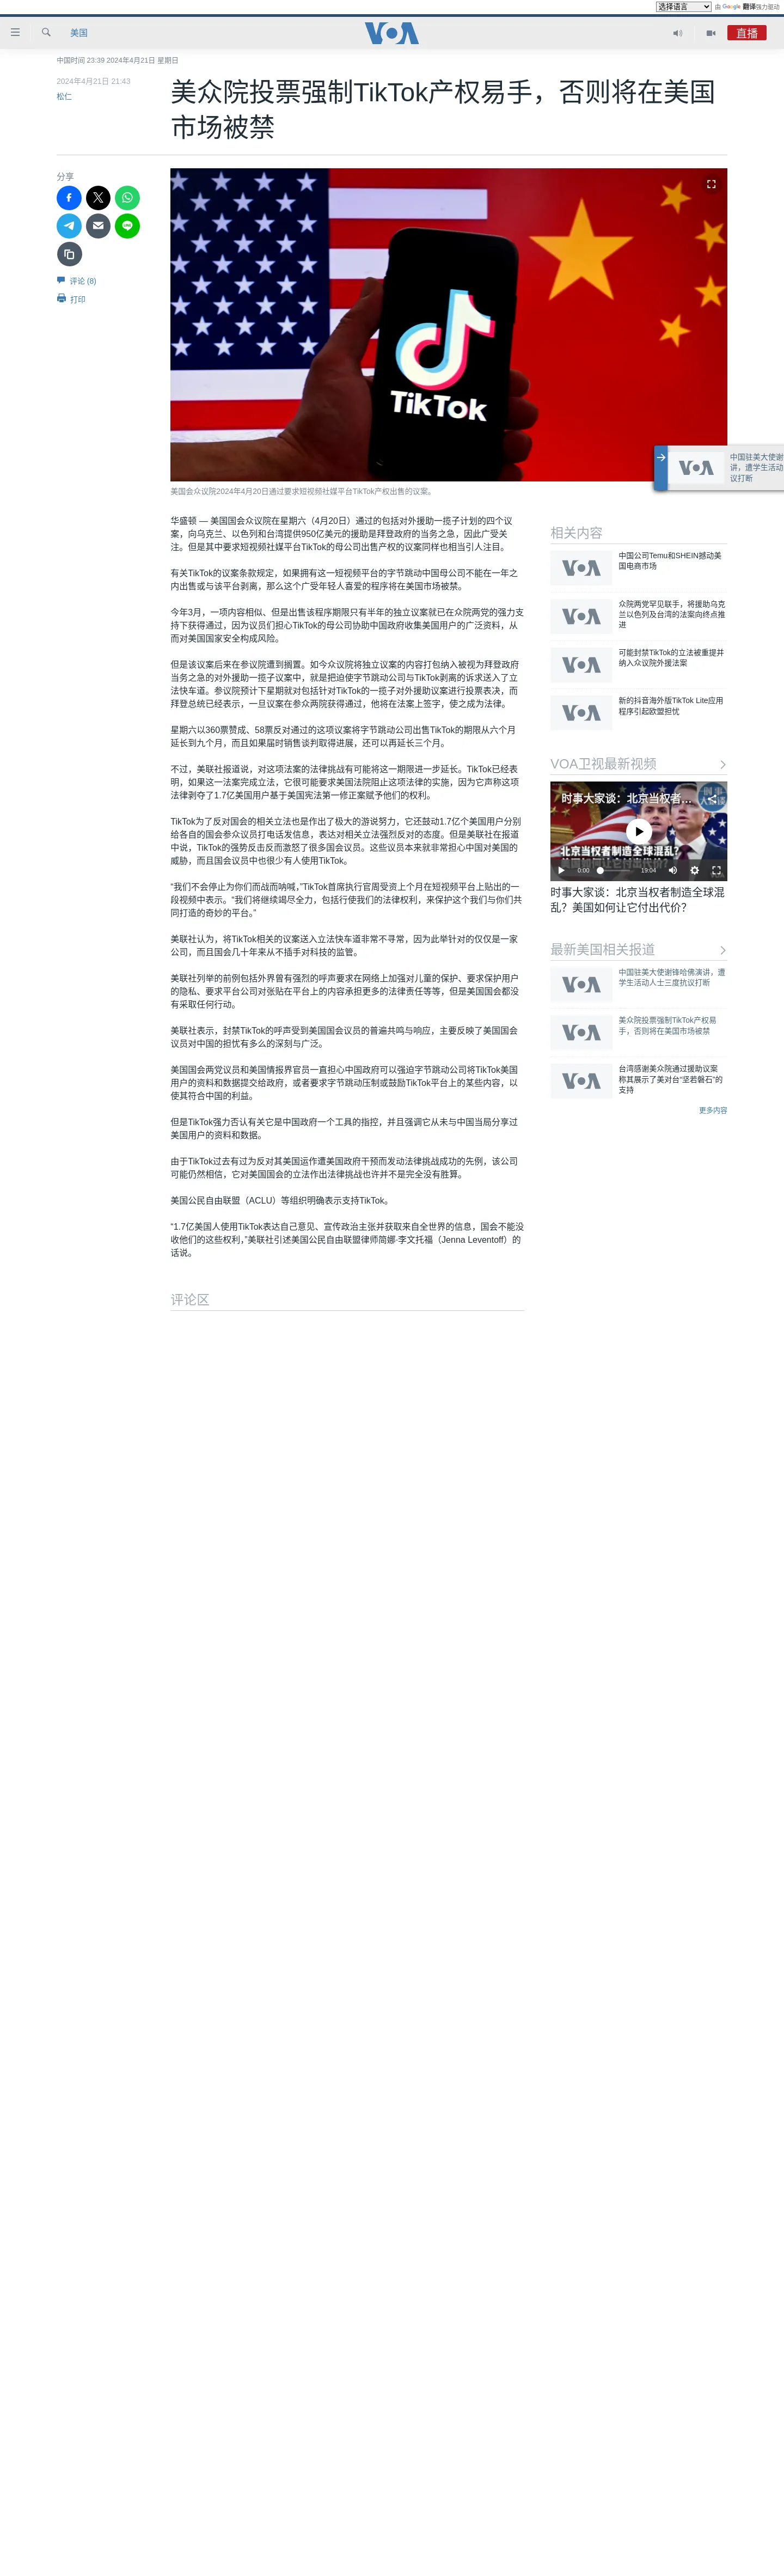 选择语言 由 Google 翻译强力驱动
美国
VOA
直播
中国时间 23:39 2024年4月21日 星期日
2024年4月21日 21:43
松仁
美众院投票强制TikTok产权易手，否则将在美国
市场被禁
分享
评论 (8)
打印
TikTok
美国会众议院2024年4月20日通过要求短视频社媒平台TikTok产权出售的议案。
VOA
中国驻美大使谢
讲，遭学生活动
议打断
华盛顿 — 美国国会众议院在星期六（4月20日）通过的包括对外援助一揽子计划的四个议
案，向乌克兰、以色列和台湾提供950亿美元的援助是拜登政府的当务之急，因此广受关
注。但是其中要求短视频社媒平台TikTok的母公司出售产权的议案同样也相当引人注目。
有关TikTok的议案条款规定，如果拥有这一短视频平台的字节跳动中国母公司不能在一年之
内出售或与该平台剥离，那么这个广受年轻人喜爱的程序将在美国市场被禁。
今年3月，一项内容相似、但是出售该程序期限只有半年的独立议案就已在众院两党的强力支
持下获得通过，因为议员们担心TikTok的母公司协助中国政府收集美国用户的广泛资料，从
而对美国国家安全构成风险。
但是该议案后来在参议院遭到搁置。如今众议院将独立议案的内容打包纳入被视为拜登政府
当务之急的对外援助一揽子议案中，就是把迫使字节跳动公司与TikTok剥离的诉求送入了立
法快车道。参议院预计下星期就对包括针对TikTok的一揽子对外援助议案进行投票表决，而
拜登总统已经表示，一旦议案在参众两院获得通过，他将在法案上签字，使之成为法律。
星期六以360票赞成、58票反对通过的这项议案将字节跳动公司出售TikTok的期限从六个月
延长到九个月，而且如果届时销售谈判取得进展，还可以再延长三个月。
不过，美联社报道说，对这项法案的法律挑战有可能将这一期限进一步延长。TikTok已经表
明，如果这一法案完成立法，它很可能要求美国法院阻止这项法律的实施，因为它声称这项
法律剥夺了1.7亿美国用户基于美国宪法第一修正案赋予他们的权利。
TikTok为了反对国会的相关立法也是作出了极大的游说努力，它还鼓动1.7亿个美国用户分别
给各自的国会参众议员打电话发信息，表达对相关立法强烈反对的态度。但是美联社在报道
中说，TikTok的强势反击反而激怒了很多国会议员。这些议员本来就非常担心中国对美国的
威胁，而且国会议员中也很少有人使用TikTok。
“我们不会停止为你们而战而呐喊，”TikTok首席执行官周受资上个月在短视频平台上贴出的一
段视频中表示。“我们将继续竭尽全力，包括行使我们的法律权利，来保护这个我们与你们共
同打造的奇妙的平台。”
美联社认为，将TikTok相关的议案送入立法快车道非常不寻常，因为此举针对的仅仅是一家
公司，而且国会几十年来从不插手对科技的监管。
美联社列举的前例包括外界曾有强烈的呼声要求在网络上加强对儿童的保护、要求保护用户
的隐私、要求平台公司对张贴在平台上的内容承担更多的法律责任等等，但是美国国会都没
有采取任何行动。
美联社表示，封禁TikTok的呼声受到美国国会议员的普遍共鸣与响应，主要反映了美国国会
议员对中国的担忧有多么的深刻与广泛。
美国国会两党议员和美国情报界官员一直担心中国政府可以强迫字节跳动公司将TikTok美国
用户的资料和数据提交给政府，或者要求字节跳动压制或鼓励TikTok平台上的某些内容，以
使其符合中国的利益。
但是TikTok强力否认有关它是中国政府一个工具的指控，并且强调它从未与中国当局分享过
美国用户的资料和数据。
由于TikTok过去有过为反对其美国运作遭美国政府干预而发动法律挑战成功的先例，该公司
可能仍然相信，它对美国国会的立法作出法律挑战也许并不是完全没有胜算。
美国公民自由联盟（ACLU）等组织明确表示支持TikTok。
“1.7亿美国人使用TikTok表达自己意见、宣传政治主张并获取来自全世界的信息，国会不能没
收他们的这些权利，”美联社引述美国公民自由联盟律师简娜·李文托福（Jenna Leventoff）的
话说。
评论区
相关内容
VOA
中国公司Temu和SHEIN撼动美
国电商市场
VOA
众院两党罕见联手，将援助乌克
兰以色列及台湾的法案向终点推
进
VOA
可能封禁TikTok的立法被重提并
纳入众议院外援法案
VOA
新的抖音海外版TikTok Lite应用
程序引起欧盟担忧
VOA卫视最新视频
时事大家谈：北京当权者…
北京当权者制造全球混乱？
0:00 19:04
时事大家谈：北京当权者制造全球混
乱？美国如何让它付出代价？
最新美国相关报道
VOA
中国驻美大使谢锋哈佛演讲，遭
学生活动人士三度抗议打断
VOA
美众院投票强制TikTok产权易
手，否则将在美国市场被禁
VOA
台湾感谢美众院通过援助议案
称其展示了美对台“坚若磐石”的
支持
更多内容